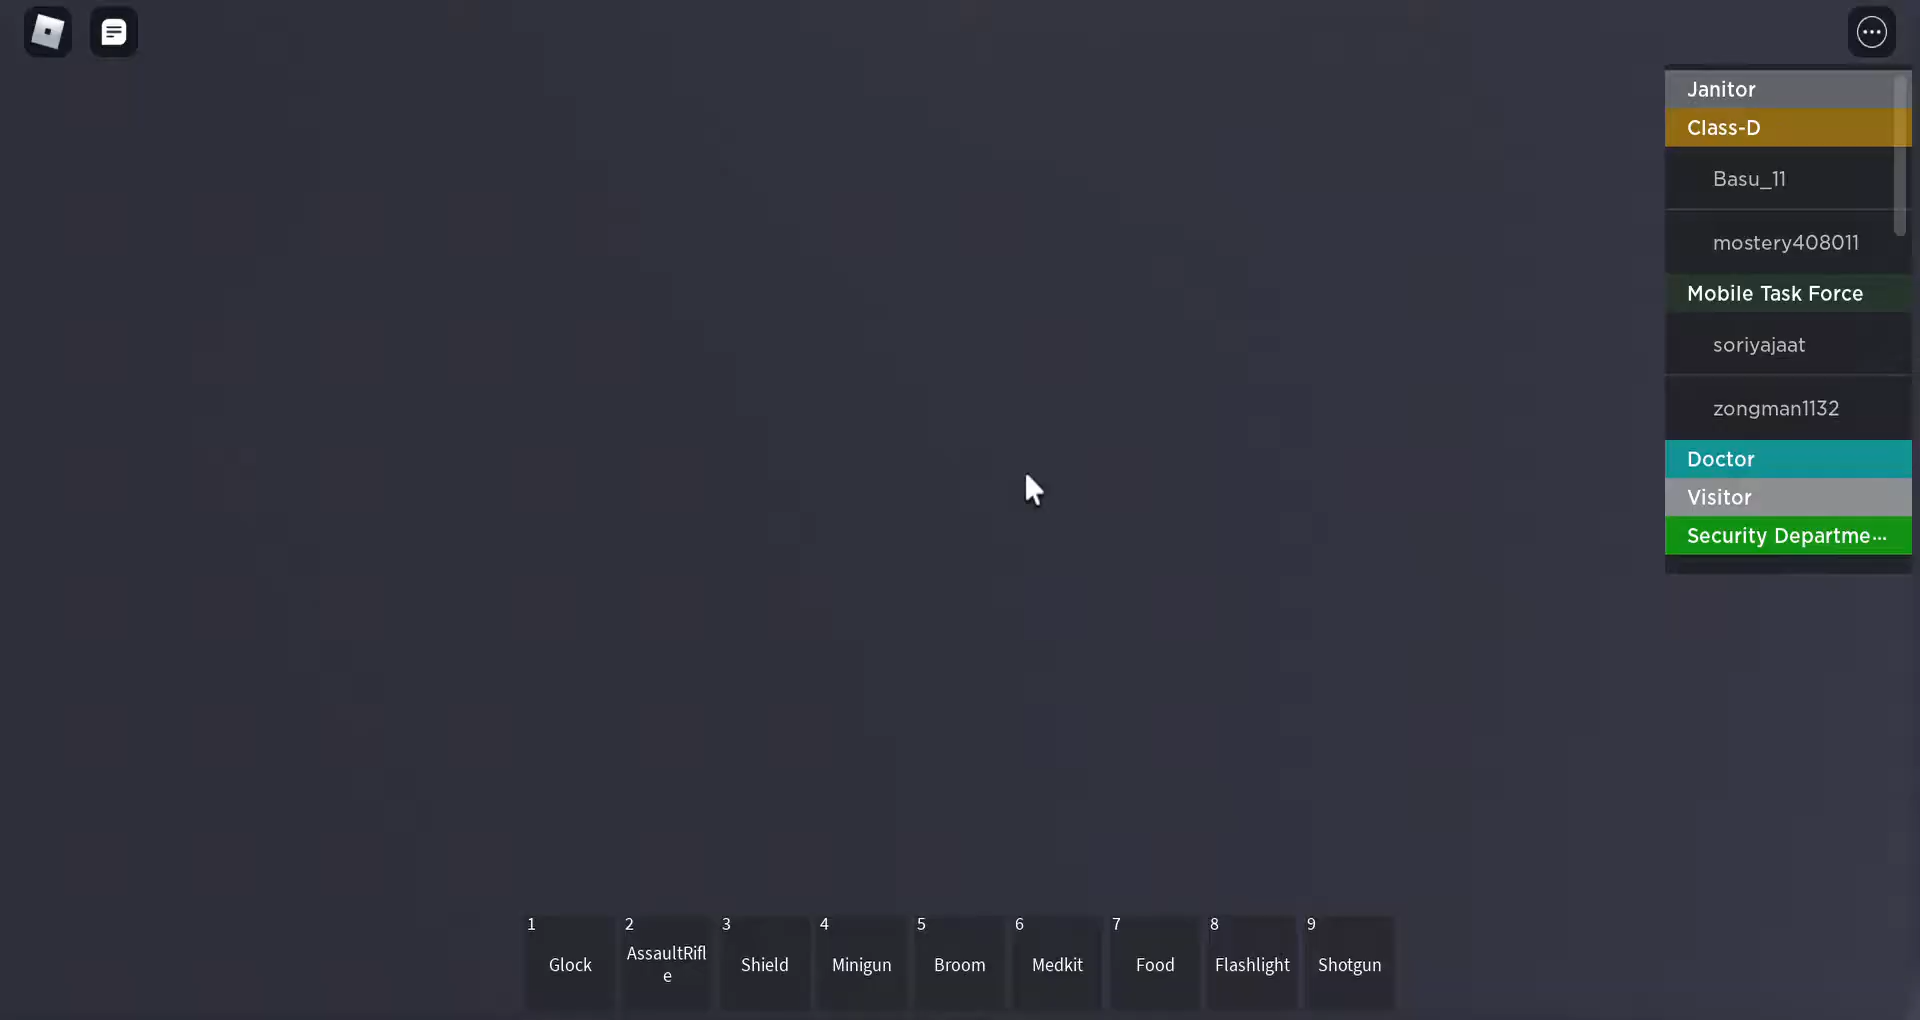 Janitor
Class-D
Basu_11
mostery408011
Mobile Task Force
soriyajaat
zongman1132
Doctor
Visitor
Security Departme...
1 2 3 4 5 6 7 8 9
Glock AssaultRifl
e Shield Minigun Broom Medkit Food Flashlight Shotgun